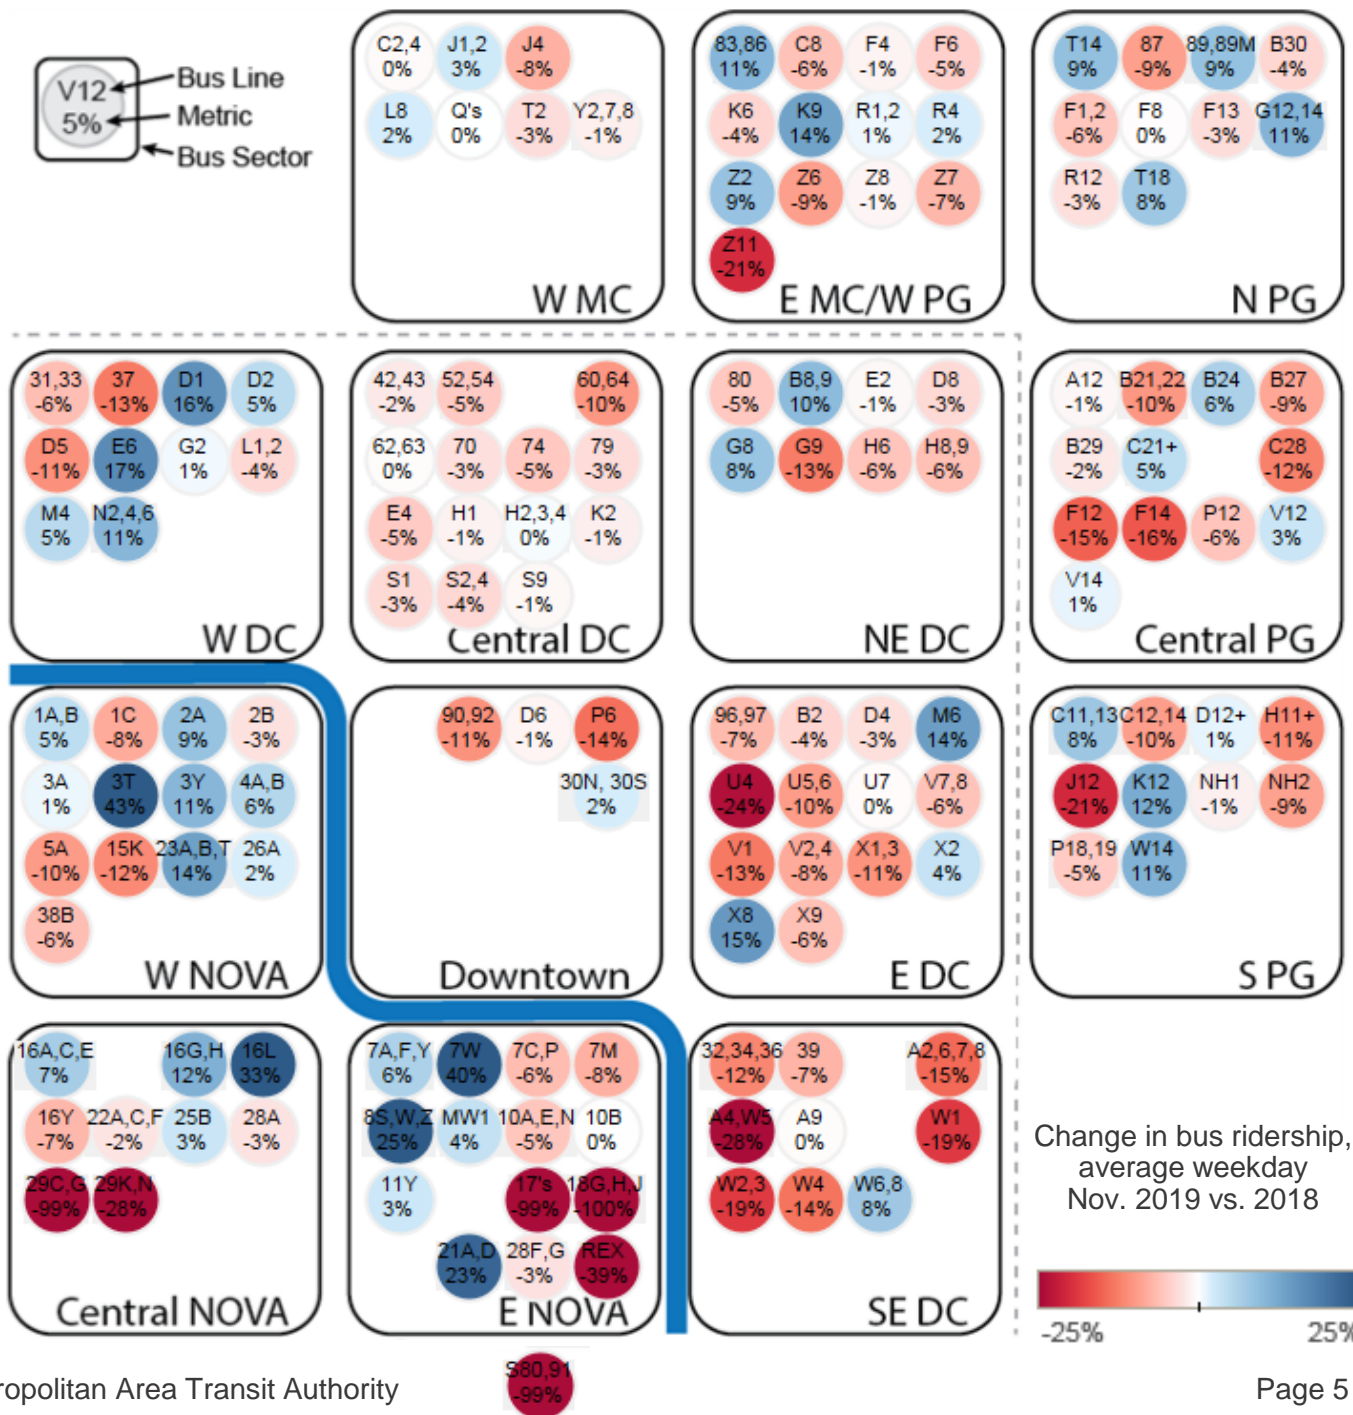 V12
5%
Bus Line
Metric
Bus Sector
C2,4 J1,2 J4
0% 3% -8%
L8 Q's T2 Y2,7,8
2% 0% -3% -1%
W MC
83,86 C8 F4 F6
11% -6% -1% -5%
K6 K9 R1,2 R4
-4% 14% 1% 2%
Z2 Z6 Z8 Z7
9% -9% -1% -7%
Z11
-21%
E MC/W PG
T14 87 89,89M B30
9% -9% 9% -4%
F1,2 F8 F13 G12,14
-6% 0% -3% 11%
R12 T18
-3% 8%
N PG
31,33 37 D1 D2
-6% -13% 16% 5%
D5 E6 G2 L1,2
-11% 17% 1% -4%
M4 N2,4,6
5% 11%
W DC
42,43 52,54 60,64
-2% -5% -10%
62,63 70 74 79
0% -3% -5% -3%
E4 H1 H2,3,4 K2
-5% -1% 0% -1%
S1 S2,4 S9
-3% -4% -1%
Central DC
80 B8,9 E2 D8
-5% 10% -1% -3%
G8 G9 H6 H8,9
8% -13% -6% -6%
NE DC
A12 B21,22 B24 B27
-1% -10% 6% -9%
B29 C21+ C28
-2% 5% -12%
F12 F14 P12 V12
-15% -16% -6% 3%
V14
1%
Central PG
1A,B 1C 2A 2B
5% -8% 9% -3%
3A 3T 3Y 4A,B
1% 43% 11% 6%
5A 15K 23A,B,T 26A
-10% -12% 14% 2%
38B
-6%
W NOVA
90,92 D6 P6
-11% -1% -14%
30N, 30S
2%
Downtown
96,97 B2 D4 M6
-7% -4% -3% 14%
U4 U5,6 U7 V7,8
-24% -10% 0% -6%
V1 V2,4 X1,3 X2
-13% -8% -11% 4%
X8 X9
15% -6%
E DC
C11,13 C12,14 D12+ H11+
8% -10% 1% -11%
J12 K12 NH1 NH2
-21% 12% -1% -9%
P18,19 W14
-5% 11%
S PG
16A,C,E 16G,H 16L
7% 12% 33%
16Y 22A,C,F 25B 28A
-7% -2% 3% -3%
29C,G 29K,N
-99% -28%
Central NOVA
7A,F,Y 7W 7C,P 7M
6% 40% -6% -8%
8S,W,Z MW1 10A,E,N 10B
25% 4% -5% 0%
11Y 17's 18G,H,J
3% -99% -100%
21A,D 28F,G REX
23% -3% -39%
E NOVA
32,34,36 39 A2,6,7,8
-12% -7% -15%
A4,W5 A9 W1
-28% 0% -19%
W2,3 W4 W6,8
-19% -14% 8%
SE DC
Change in bus ridership,
average weekday
Nov. 2019 vs. 2018
-25% 25%
S80,91
-99%
ropolitan Area Transit Authority
Page 5